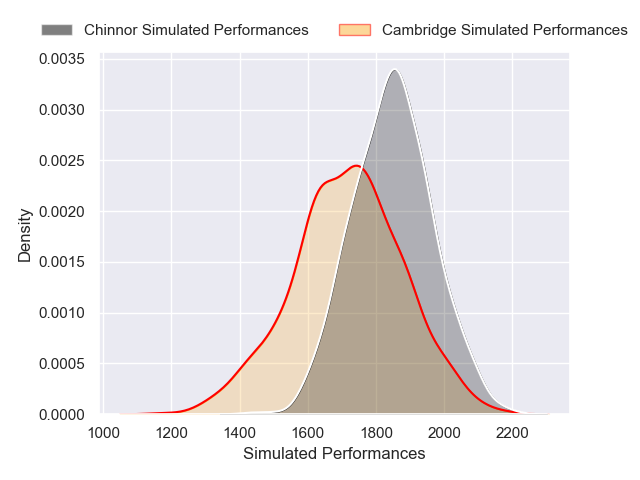 Chinnor Simulated Performances Cambridge Simulated Performances
0.0035
0.0030
0.0025
0.0020
0.0015
0.0010
0.0005
0.0000
Density
1000 1200 1400 1600 1800 2000 2200
Simulated Performances